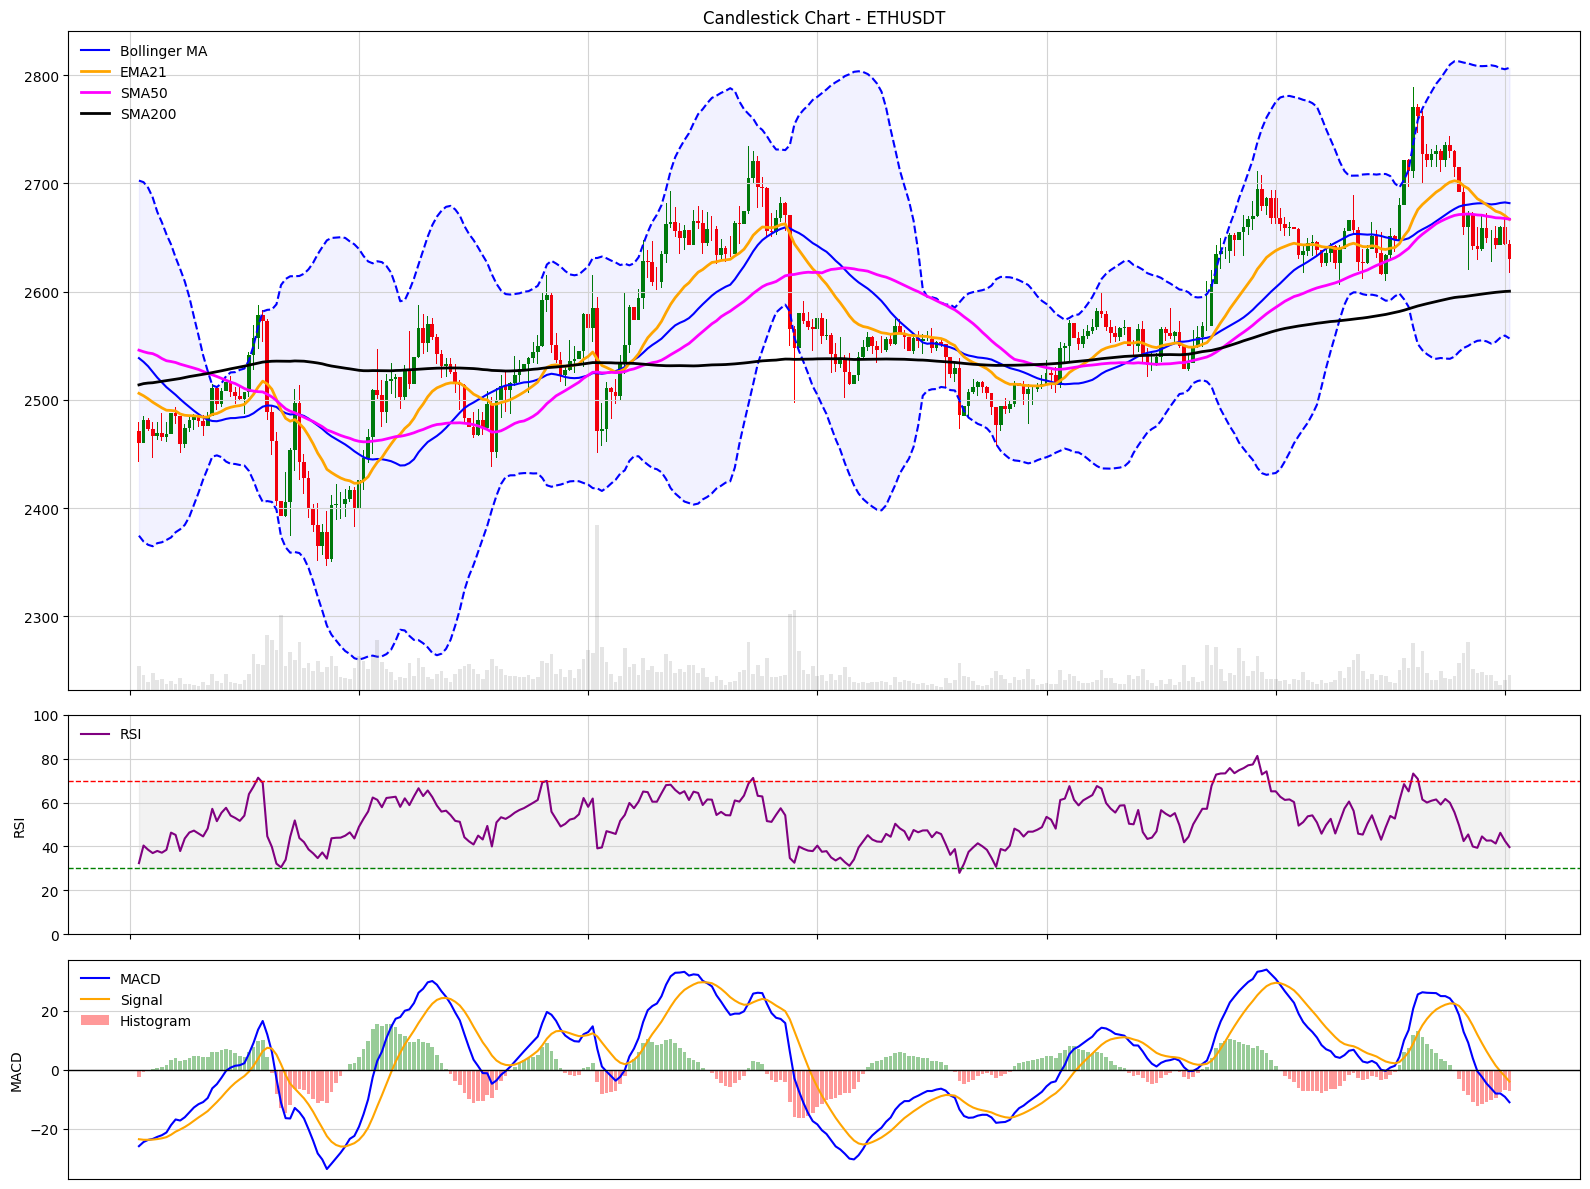 Candlestick Chart - ETHUSDT
Bollinger MA
EMA21
SMA50
SMA200
2800
2700
2600
2500
2400
2300
RSI
100
80
60
40
20
0
RSI
MACD
Signal
Histogram
20
0
−20
MACD